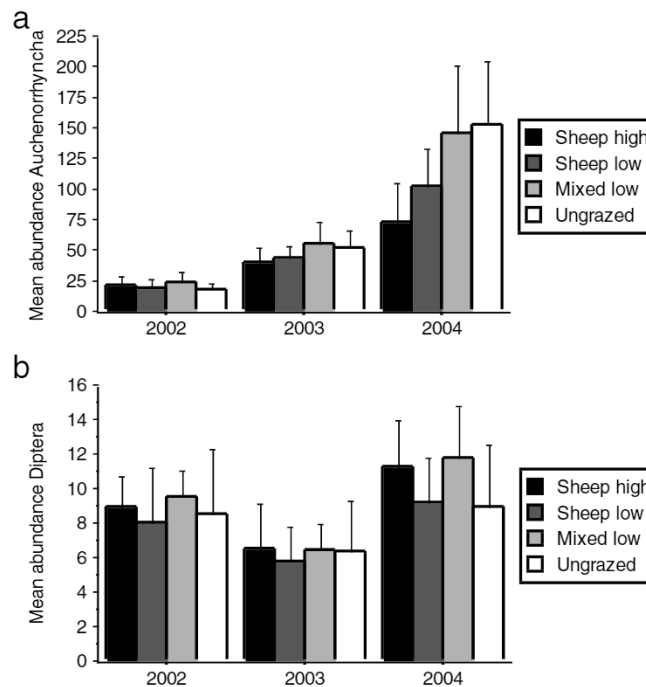 a
Mean abundance Auchenorrhyncha
225
200
175
150
125
100
75
50
25
0
2002
2003
2004
Sheep high
Sheep low
Mixed low
Ungrazed
b
Mean abundance Diptera
16
14
12
10
8
6
4
2
0
2002
2003
2004
Sheep high
Sheep low
Mixed low
Ungrazed